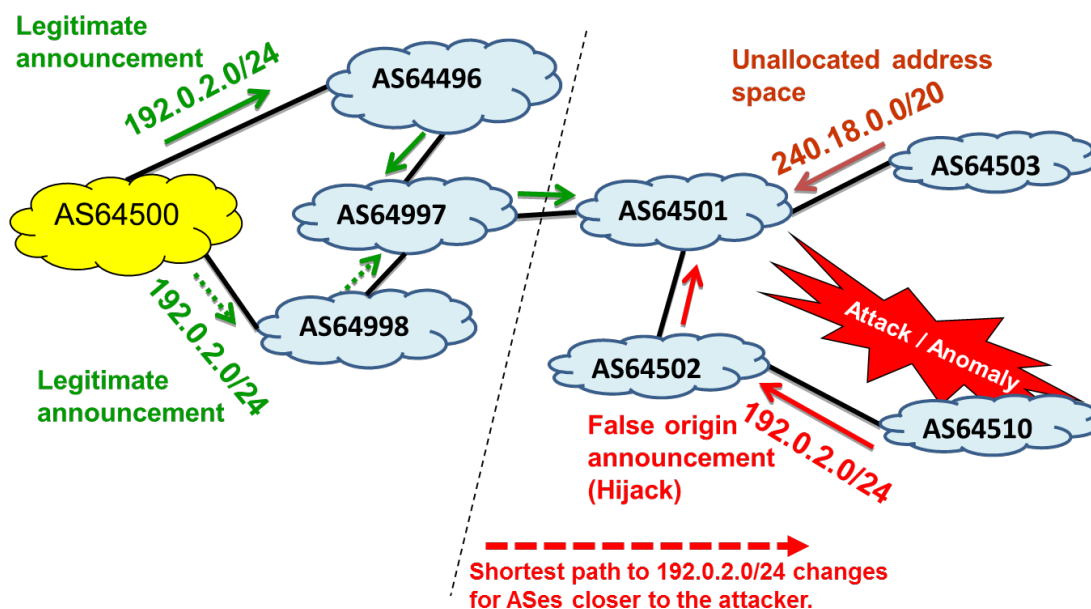 Legitimate
announcement
192.0.2.0/24
AS64496
Unallocated address
space
240.18.0.0/20
AS64503
AS64500
AS64997
AS64501
192.0.2.0/24
AS64998
Legitimate
announcement
AS64502
Attack / Anomaly
False origin
announcement
(Hijack)
192.0.2.0/24
AS64510
Shortest path to 192.0.2.0/24 changes
for ASes closer to the attacker.